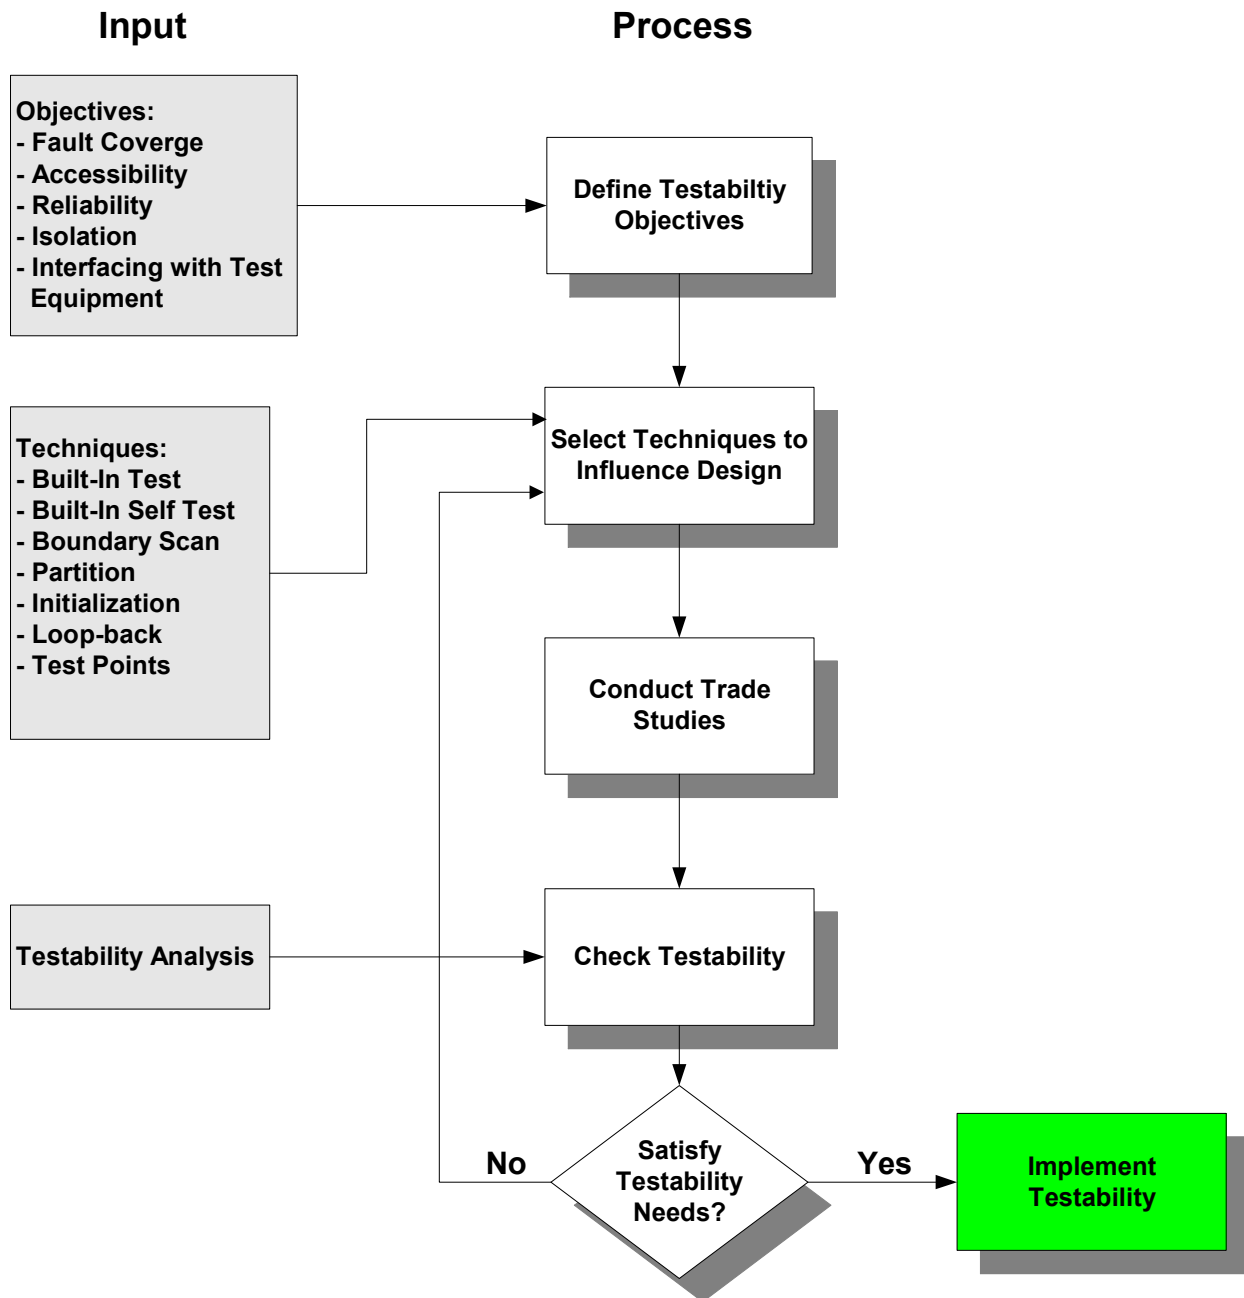 Input
Process
Objectives:
- Fault Coverge
- Accessibility
- Reliability
- Isolation
- Interfacing with Test
Equipment
Define Testabiltiy
Objectives
Techniques:
- Built-In Test
- Built-In Self Test
- Boundary Scan
- Partition
- Initialization
- Loop-back
- Test Points
Select Techniques to
Influence Design
Conduct Trade
Studies
Testability Analysis
Check Testability
No
Satisfy
Testability
Needs?
Yes
Implement
Testability